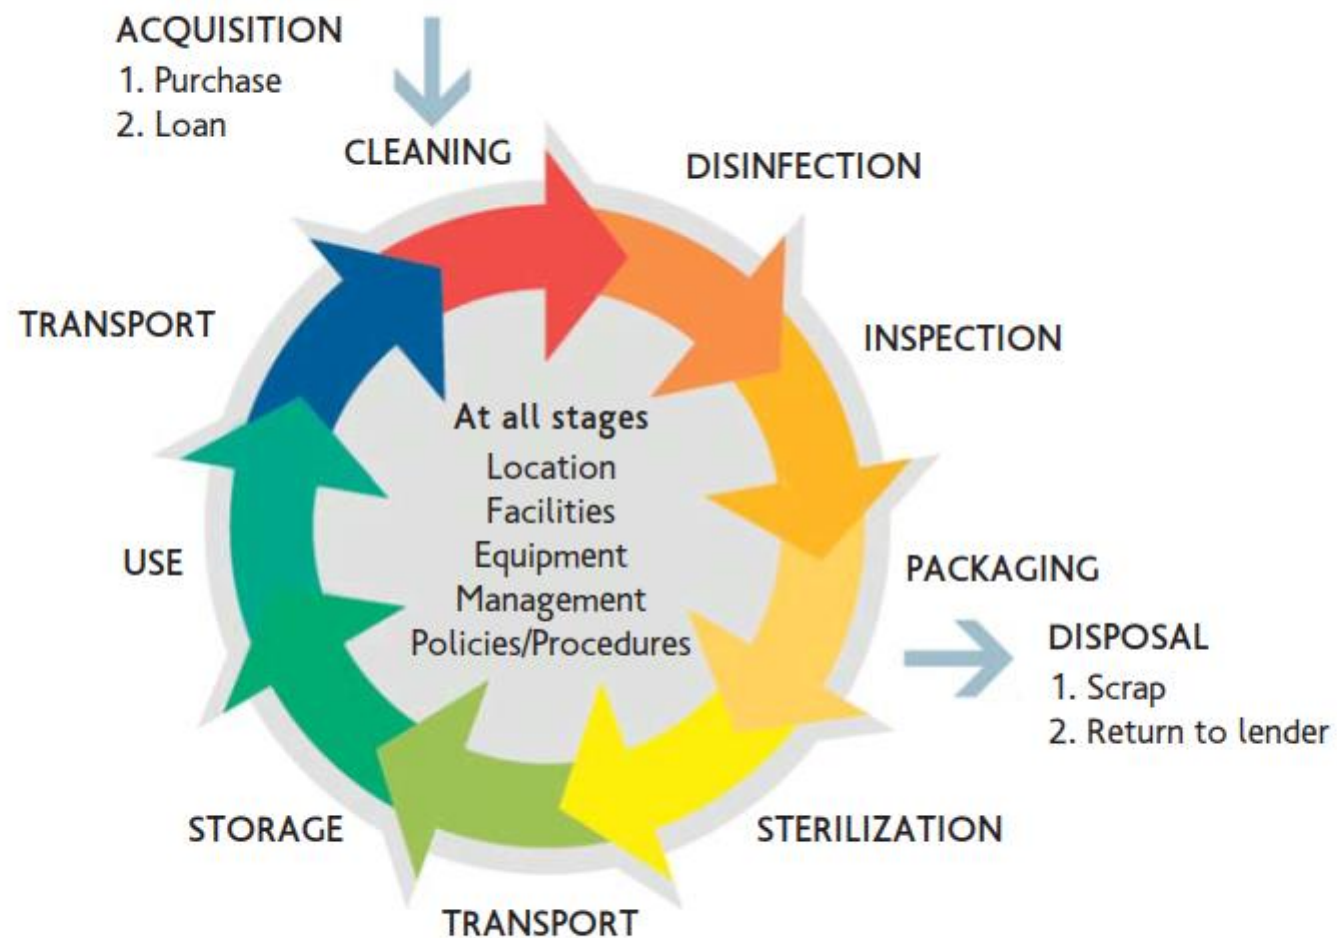 ACQUISITION
1. Purchase
2. Loan
CLEANING
DISINFECTION
INSPECTION
PACKAGING
DISPOSAL
1. Scrap
2. Return to lender
STERILIZATION
TRANSPORT
STORAGE
USE
TRANSPORT
At all stages
Location
Facilities
Equipment
Management
Policies/Procedures